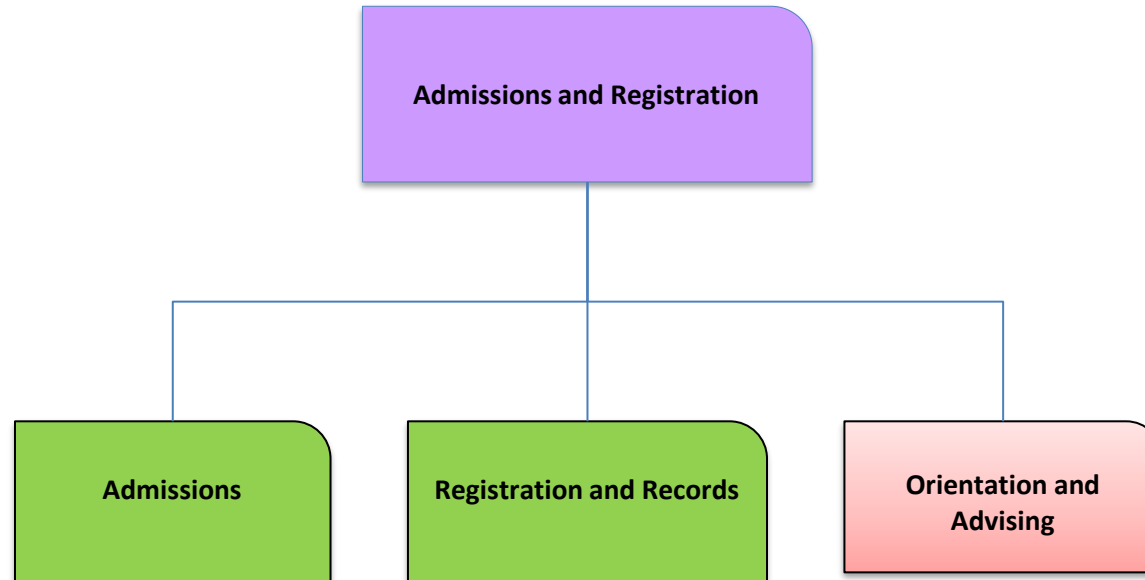 Admissions and Registration
Admissions
Registration and Records
Orientation and
Advising